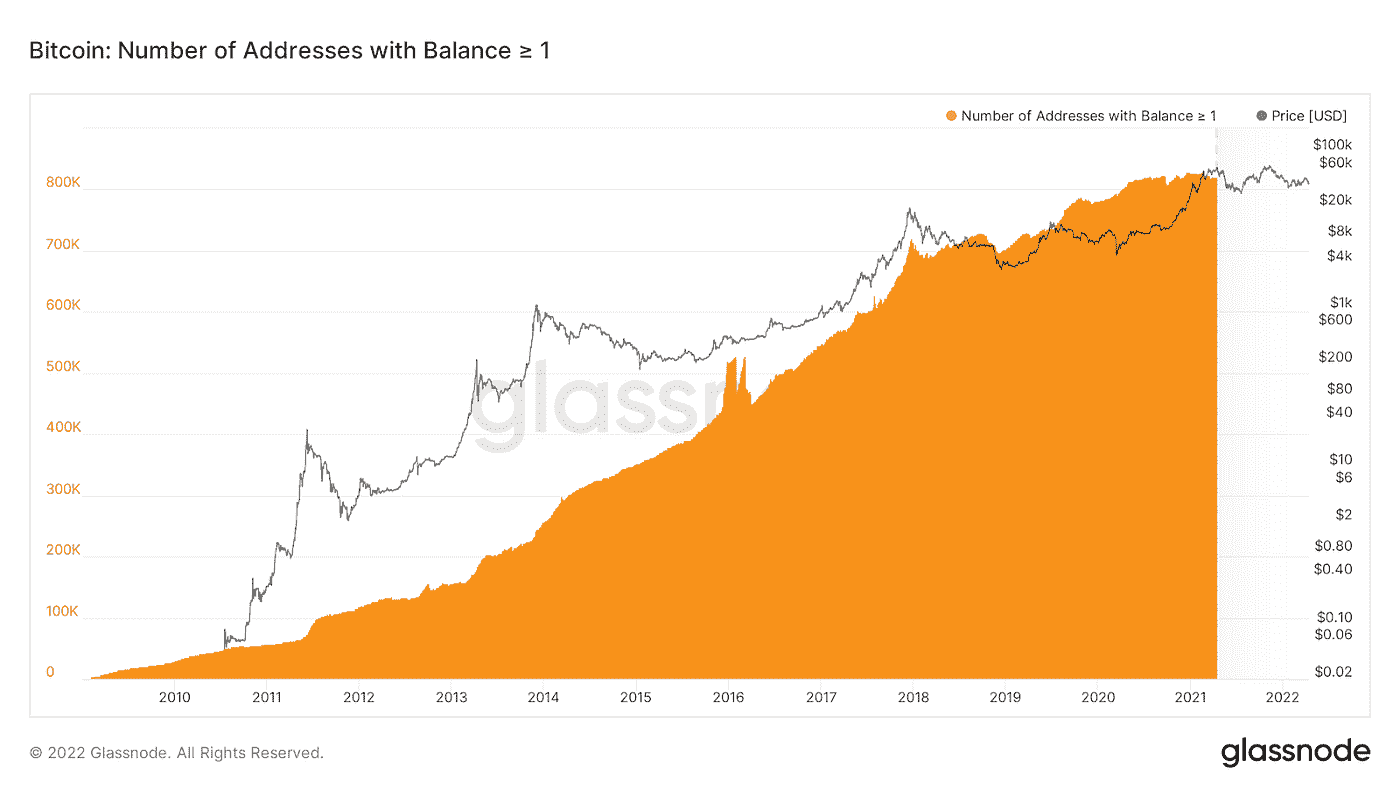 Bitcoin: Number of Addresses with Balance ≥ 1
Number of Addresses with Balance ≥ 1 Price [USD]
800K
700K
600K
500K
400K
300K
200K
100K
0
$100k
$60k
$20k
$8k
$4k
$1k
$600
$200
$80
$40
$10
$6
$2
$0.80
$0.40
$0.10
$0.06
$0.02
glassn
2010 2011 2012 2013 2014 2015 2016 2017 2018 2019 2020 2021 2022
© 2022 Glassnode. All Rights Reserved.
glassnode